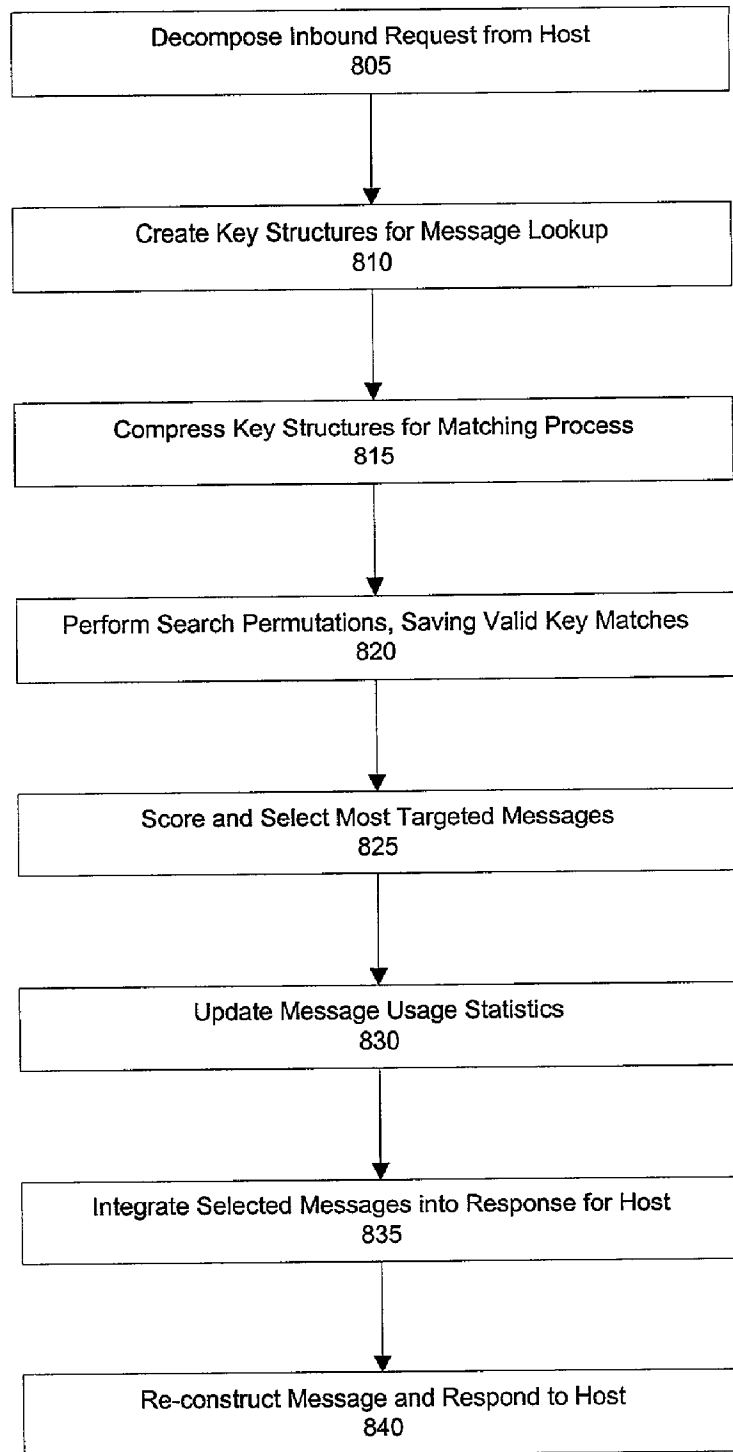 Decompose Inbound Request from Host
805
Create Key Structures for Message Lookup
810
Compress Key Structures for Matching Process
815
Perform Search Permutations, Saving Valid Key Matches
820
Score and Select Most Targeted Messages
825
Update Message Usage Statistics
830
Integrate Selected Messages into Response for Host
835
Re-construct Message and Respond to Host
840